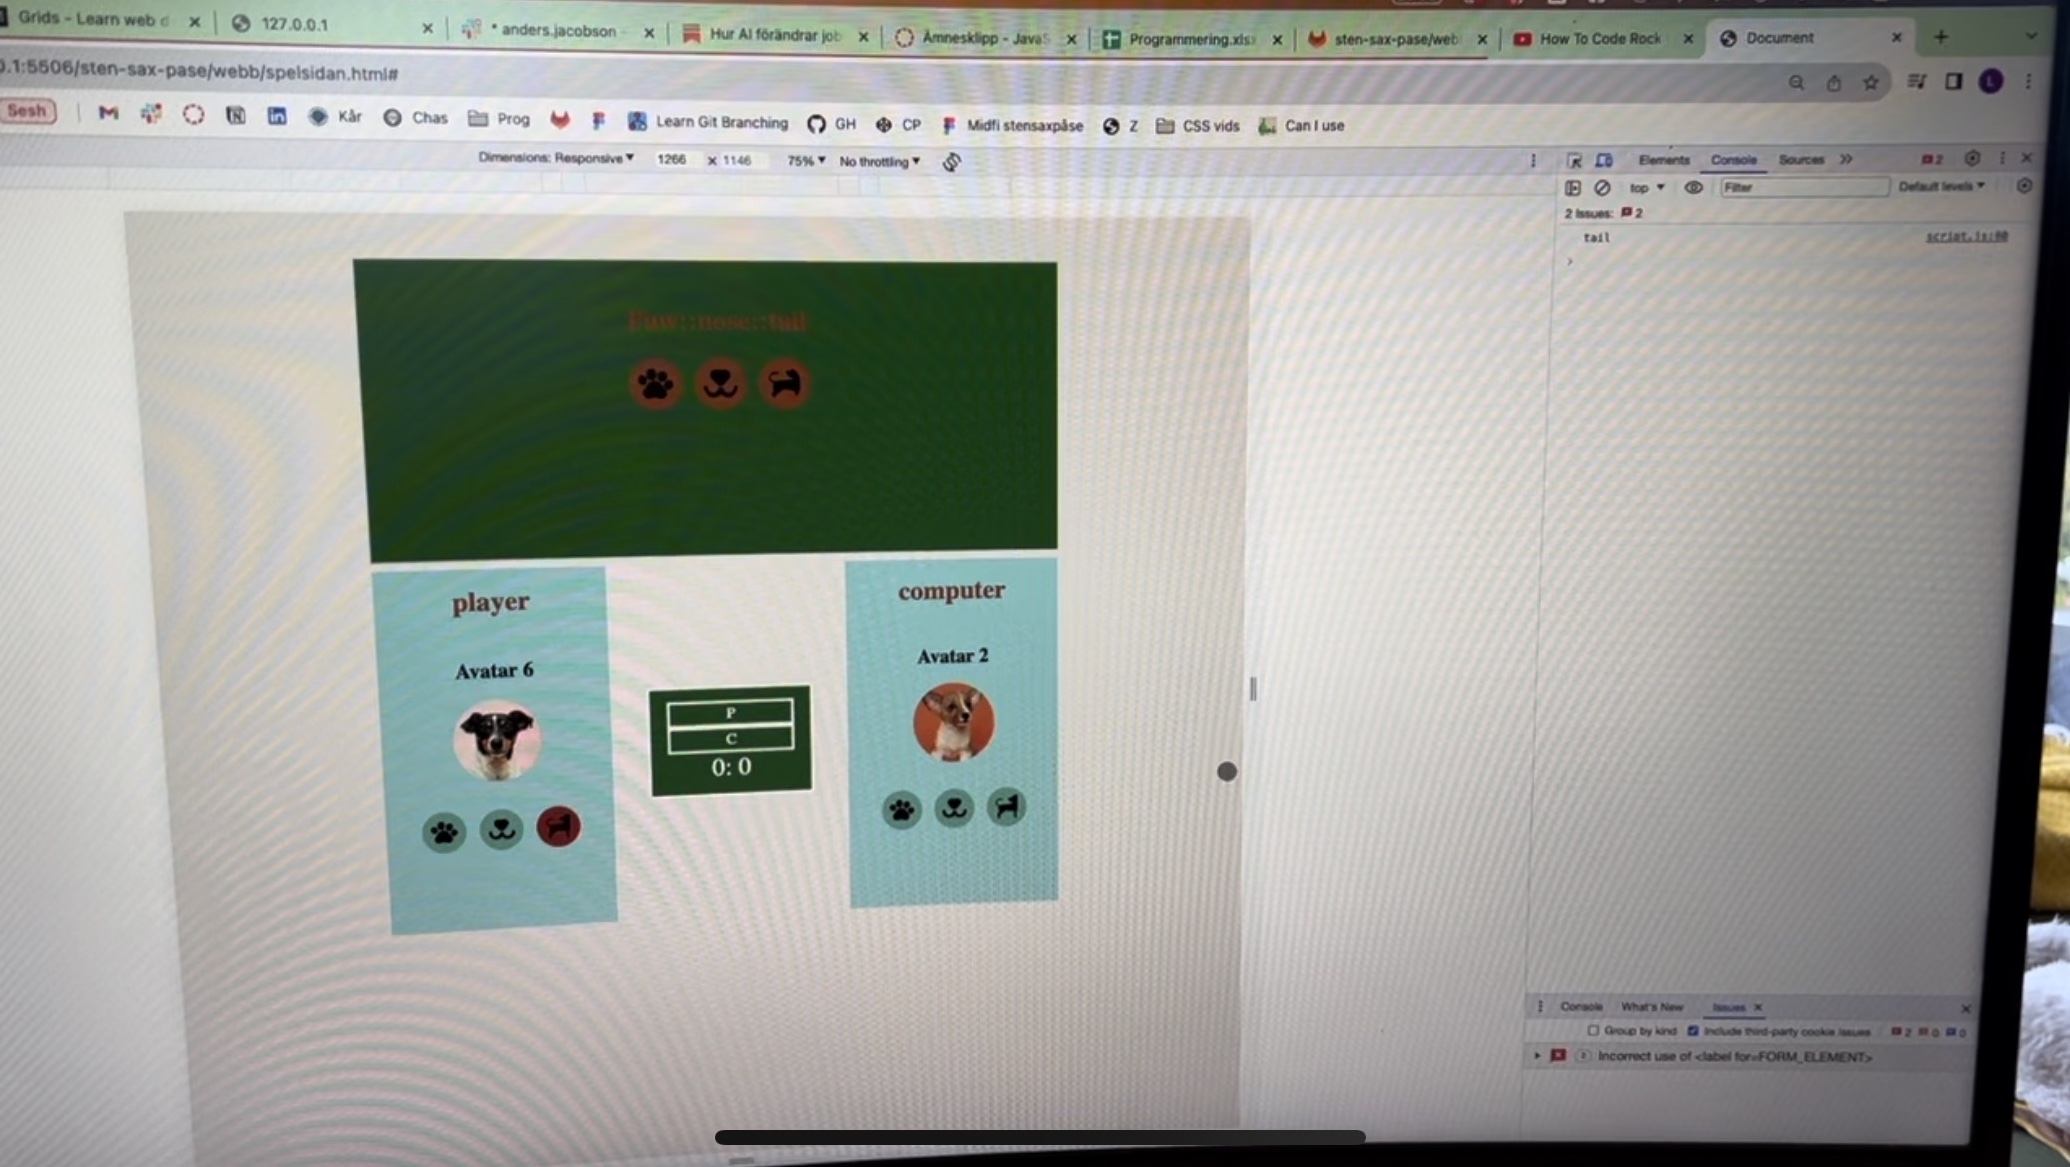 Grids - Learn web d
127.0.0.1
* anders.jacobson -
Hur AI förändrar job
Ämnesklipp - JavaS
Programmering.xlsx
sten-sax-pase/webb
How To Code Rock
Document
0.1:5506/sten-sax-pase/webb/spelsidan.html#
Sesh
Kår
Chas
Prog
Learn Git Branching
GH
CP
Midfi stensaxpåse
Z
CSS vids
Can I use
Dimensions: Responsive 1266 × 1146 75% No throttling
Elements Console Sources 2
top Filter Default levels
2 Issues: 2
tail
:nose::tail
player
Avatar 6
P
C
0: 0
computer
Avatar 2
Console What's New Issues
Group by kind Include third-party cookie issues 2 0 0
2 Incorrect use of <label for=FORM_ELEMENT>